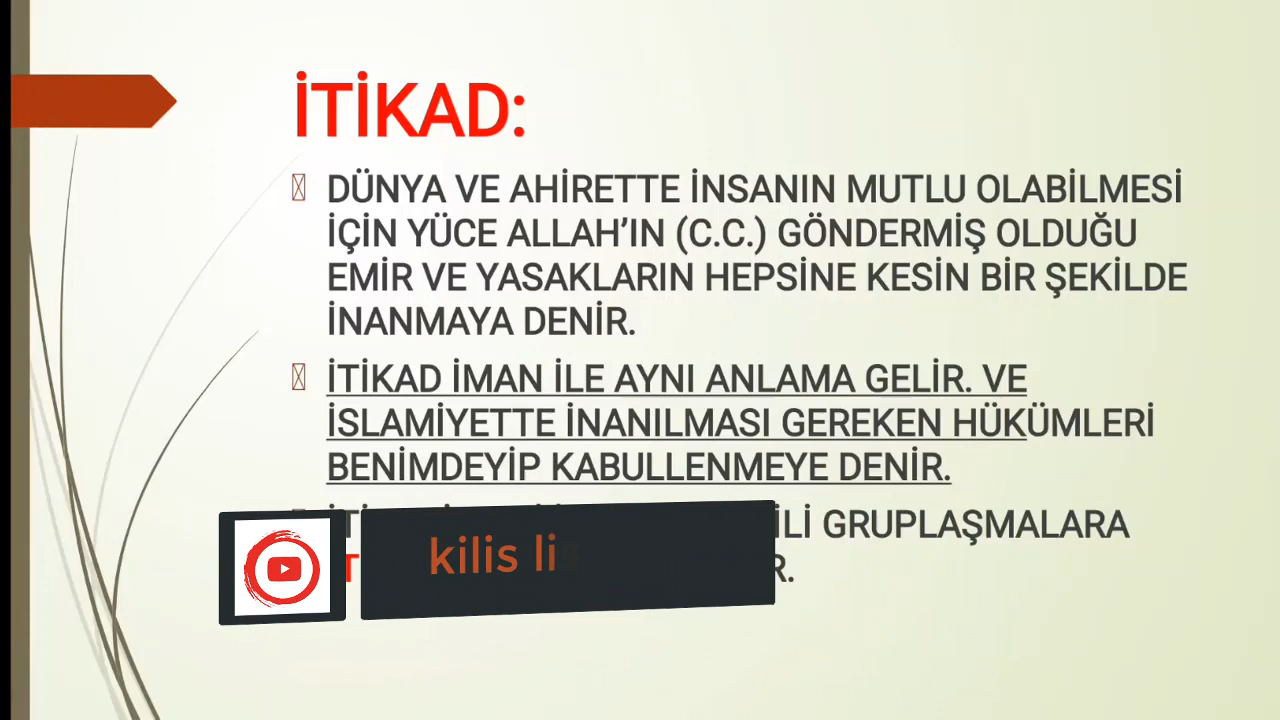 İTİKAD:
DÜNYA VE AHİRETTE İNSANIN MUTLU OLABİLMESİ
İÇİN YÜCE ALLAH’IN (C.C.) GÖNDERMİŞ OLDUĞU
EMİR VE YASAKLARIN HEPSİNE KESİN BİR ŞEKİLDE
İNANMAYA DENİR.
İTİKAD İMAN İLE AYNI ANLAMA GELİR. VE
İSLAMİYETTE İNANILMASI GEREKEN HÜKÜMLERİ
BENİMDEYİP KABULLENMEYE DENİR.
GRUPLAŞMALARA
kilis li